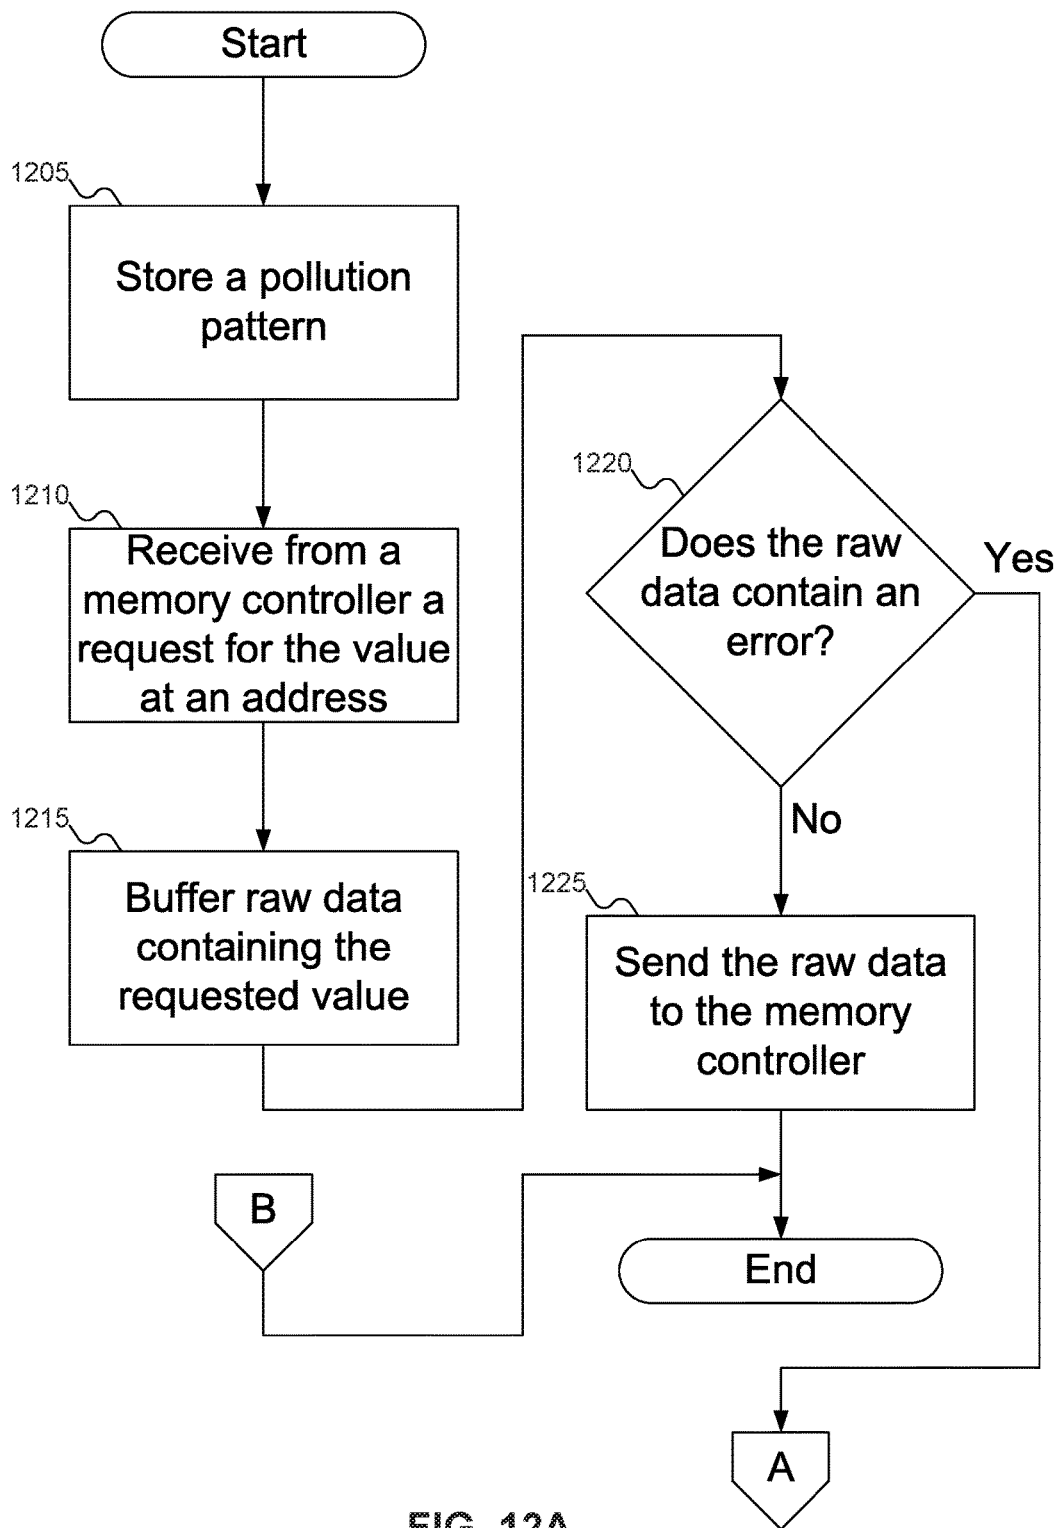 Start
1205
Store a pollution
pattern
1210
Receive from a
memory controller a
request for the value
at an address
1215
Buffer raw data
containing the
requested value
1220
Does the raw
data contain an
error?
Yes
No
1225
Send the raw data
to the memory
controller
B
End
A
FIG. 12A